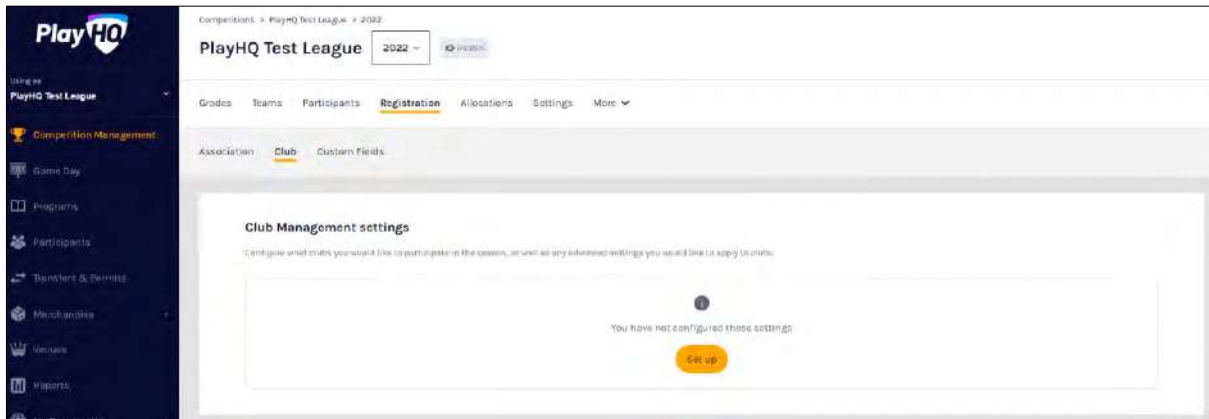 PlayHQ
Using as
PlayHQ Test League
Competition Management
Game Day
Programs
Participants
Transfers & Permits
Merchandise
Venues
Reports
Competitions > PlayHQ Test League > 2022
PlayHQ Test League
2022
Grades Teams Participants Registration Allocations Settings More
Association Club Custom Fields
Club Management settings
Configure what clubs you would like to participate in the season, as well as any advanced settings you would like to apply to clubs.
You have not configured these settings
Set up